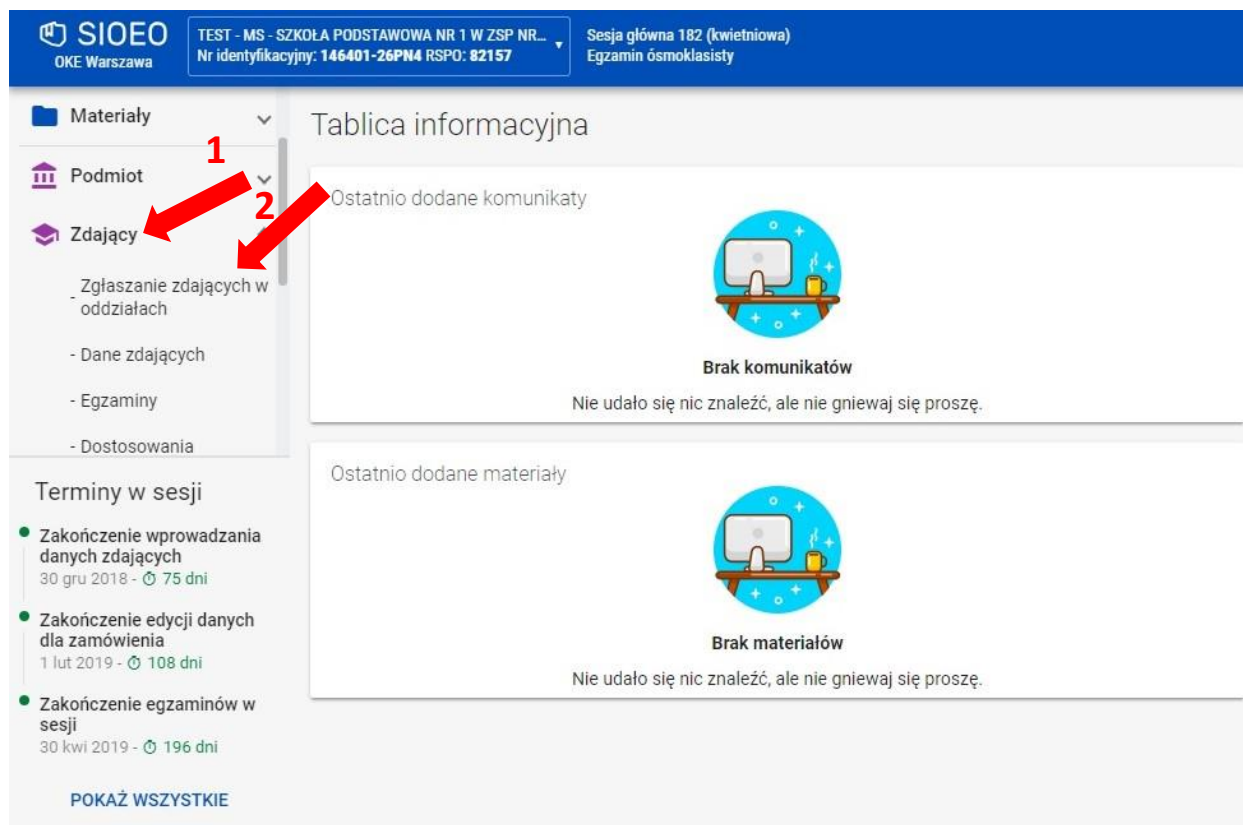 SIOEO
OKE Warszawa
TEST - MS - SZKOŁA PODSTAWOWA NR 1 W ZSP NR...
Nr identyfikacyjny: 146401-26PN4 RSPO: 82157
Sesja główna 182 (kwietniowa)
Egzamin ósmoklasisty
Materiały
Podmiot
1
2
Zdający
- Zgłaszanie zdających w
oddziałach
- Dane zdających
- Egzaminy
- Dostosowania
Terminy w sesji
Zakończenie wprowadzania
danych zdających
30 gru 2018 - 75 dni
Zakończenie edycji danych
dla zamówienia
1 lut 2019 - 108 dni
Zakończenie egzaminów w
sesji
30 kwi 2019 - 196 dni
POKAŻ WSZYSTKIE
Tablica informacyjna
Ostatnio dodane komunikaty
Brak komunikatów
Nie udało się nic znaleźć, ale nie gniewaj się proszę.
Ostatnio dodane materiały
Brak materiałów
Nie udało się nic znaleźć, ale nie gniewaj się proszę.